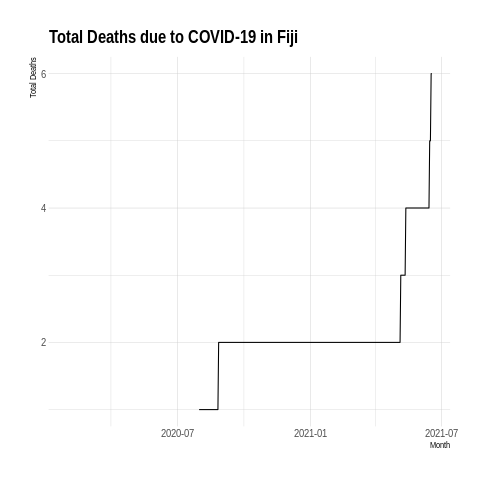 Total Deaths due to COVID-19 in Fiji
Total Deaths
6
4
2
2020-07
2021-01
2021-07
Month